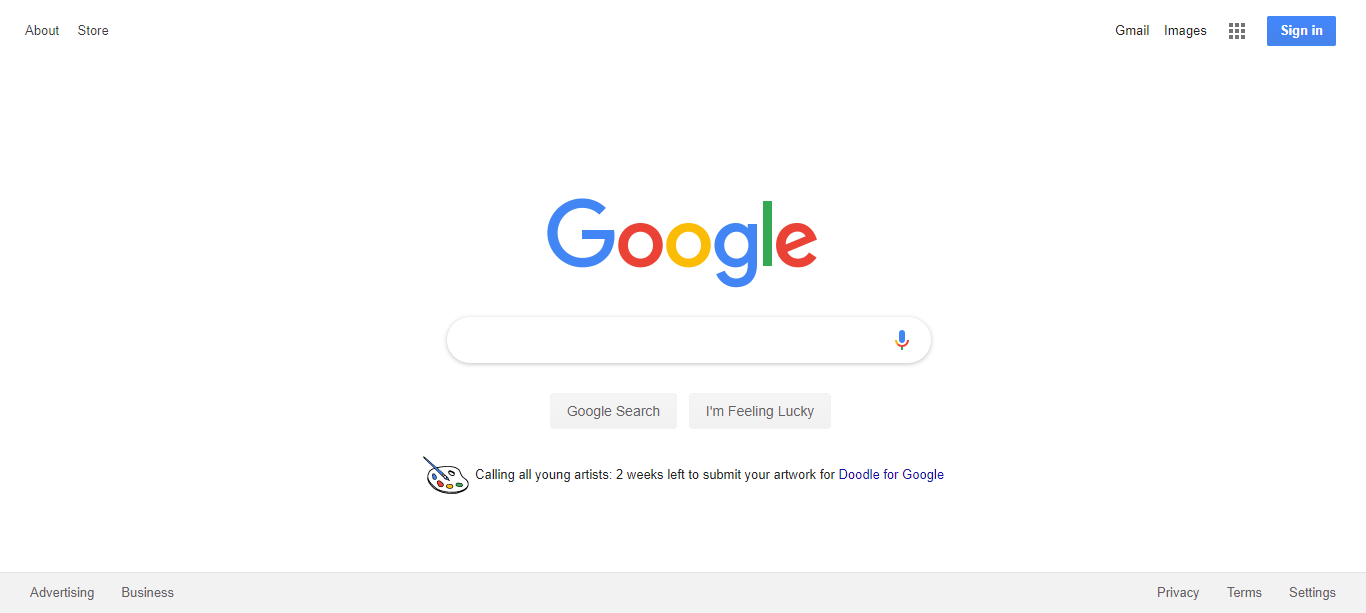 About Store
Gmail Images Sign in
Google
Google Search I'm Feeling Lucky
Calling all young artists: 2 weeks left to submit your artwork for Doodle for Google
Advertising Business
Privacy Terms Settings